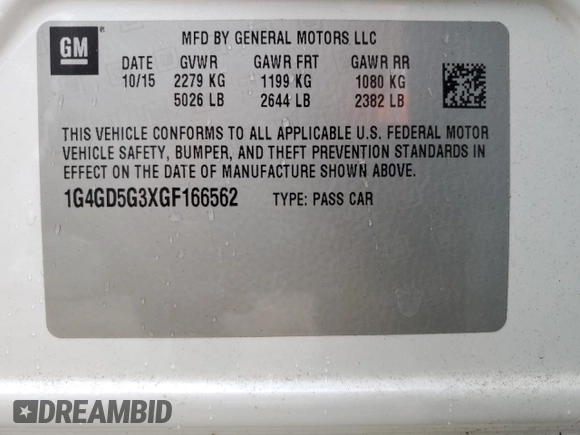 GM
MFD BY GENERAL MOTORS LLC
DATE GVWR GAWR FRT GAWR RR
10/15 2279 KG 1199 KG 1080 KG
5026 LB 2644 LB 2382 LB
THIS VEHICLE CONFORMS TO ALL APPLICABLE U.S. FEDERAL MOTOR
VEHICLE SAFETY, BUMPER, AND THEFT PREVENTION STANDARDS IN
EFFECT ON THE DATE OF MANUFACTURE SHOWN ABOVE.
1G4GD5G3XGF166562 TYPE: PASS CAR
DREAMBID